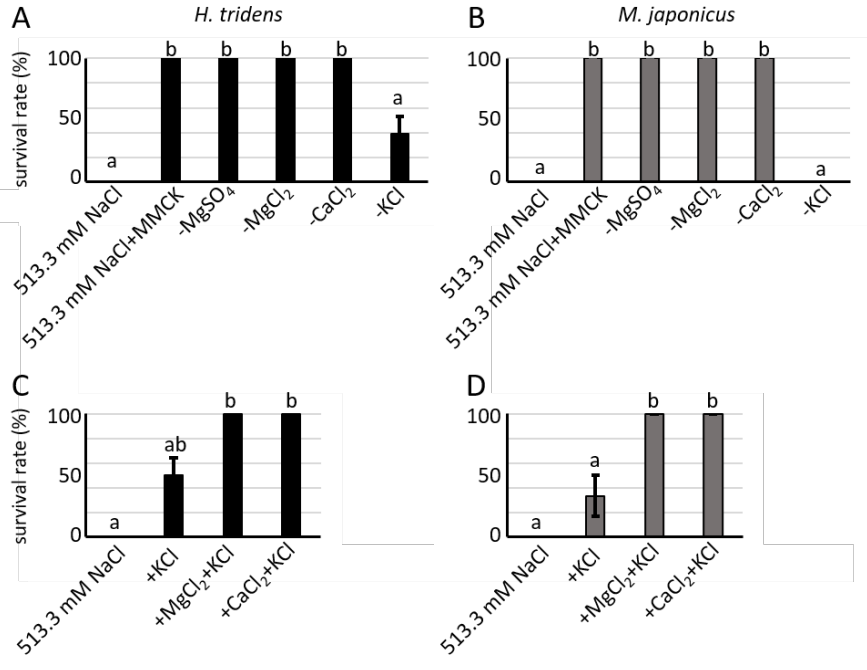 A
H. tridens
B
M. japonicus
survival rate (%)
100
50
0
a
b
b
b
b
a
513.3 mM NaCl
513.3 mM NaCl+MMCK
-MgSO₄
-MgCl₂
-CaCl₂
-KCl
100
50
0
a
b
b
b
b
a
513.3 mM NaCl
513.3 mM NaCl+MMCK
-MgSO₄
-MgCl₂
-CaCl₂
-KCl
C
survival rate (%)
100
50
0
a
ab
b
b
513.3 mM NaCl
+KCl
+MgCl₂+KCl
+CaCl₂+KCl
D
100
50
0
a
a
b
b
513.3 mM NaCl
+KCl
+MgCl₂+KCl
+CaCl₂+KCl